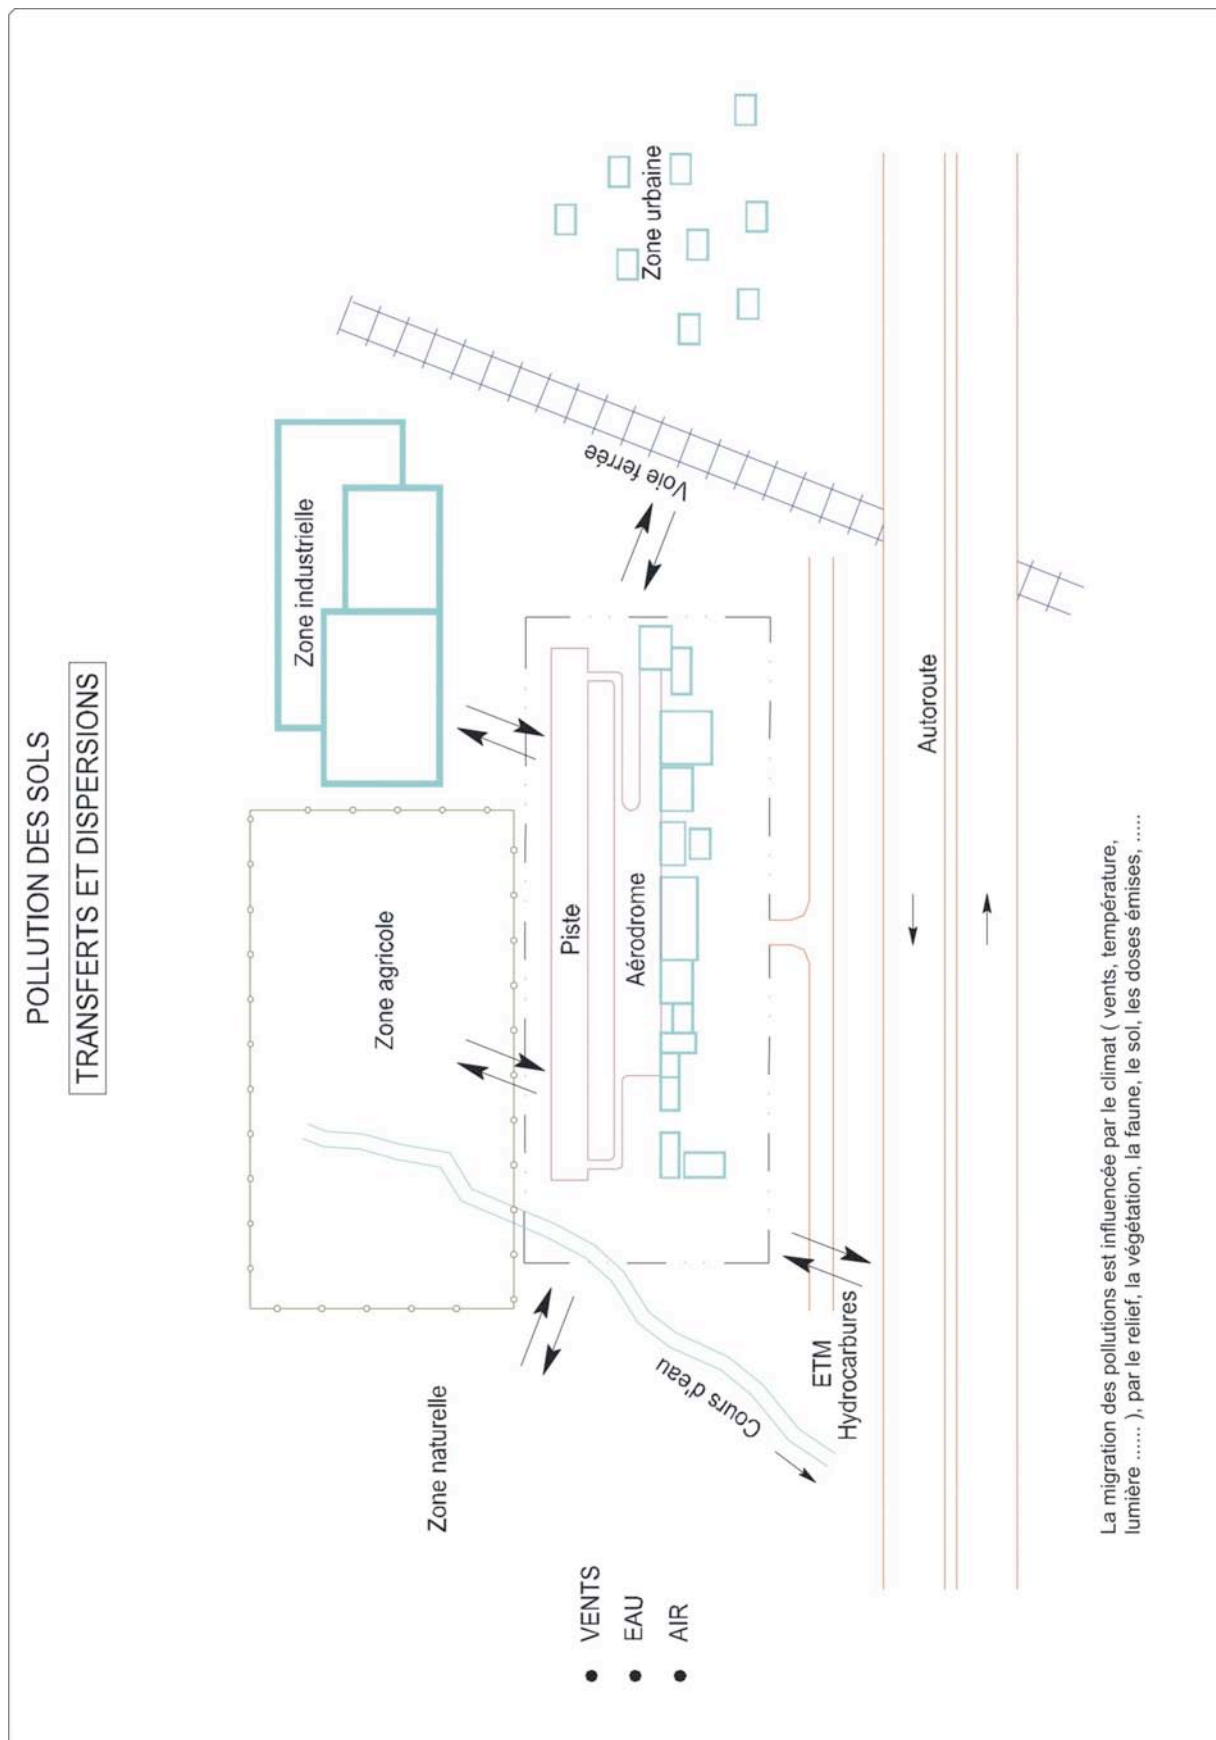 POLLUTION DES SOLS
TRANSFERTS ET DISPERSIONS
Zone industrielle
Zone agricole
Zone naturelle
Zone urbaine
Voie ferrée
Piste
Aérodrome
Cours d'eau
VENTS
EAU
AIR
ETM
Hydrocarbures
Autoroute
La migration des pollutions est influencée par le climat ( vents, température,
lumière ...... ), par le relief, la végétation, la faune, le sol, les doses émises, .....